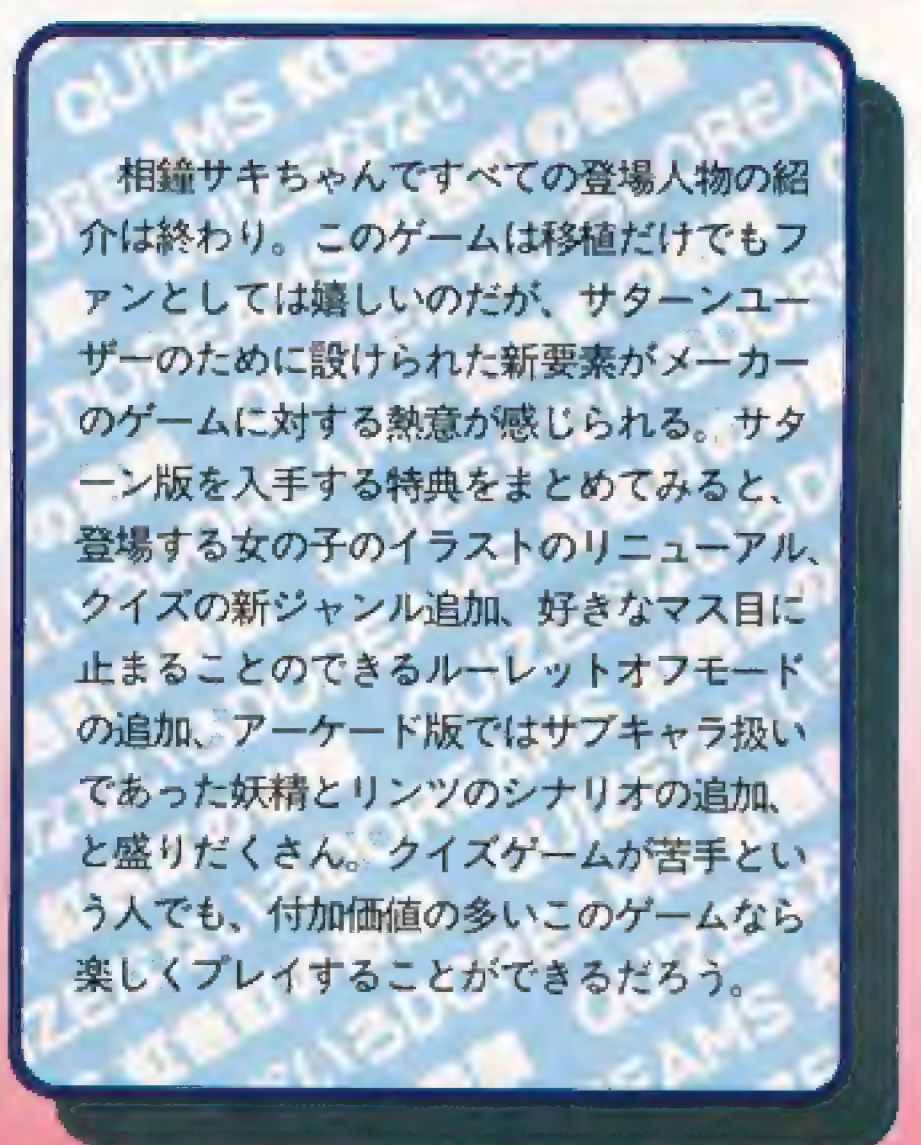 相鐘サキちゃんですべての登場人物の紹
介は終わり。このゲームは移植だけでもフ
ァンとしては嬉しいのだが、サターンユー
ザーのために設けられた新要素がメーカー
のゲームに対する熱意が感じられる。サタ
ーン版を入手する特典をまとめてみると、
登場する女の子のイラストのリニューアル、
クイズの新ジャンル追加、好きなマス目に
止まることのできるルーレットオフモード
の追加、アーケード版ではサブキャラ扱い
であった妖精とリンツのシナリオの追加、
と盛りだくさん。クイズゲームが苦手とい
う人でも、付加価値の多いこのゲームなら
楽しくプレイすることができるだろう。